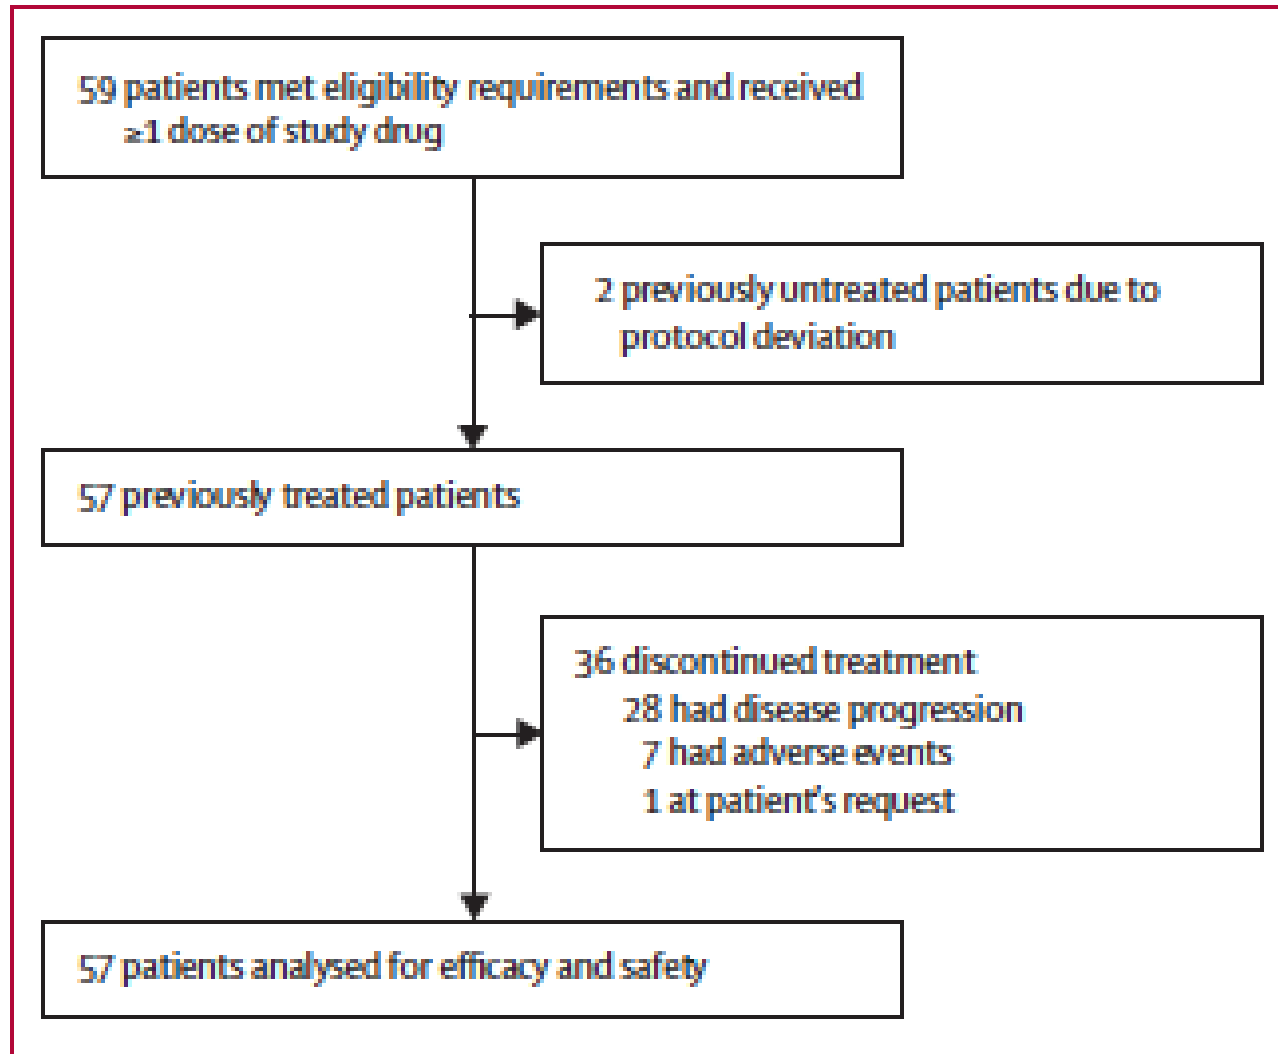 59 patients met eligibility requirements and received
≥1 dose of study drug
2 previously untreated patients due to
protocol deviation
57 previously treated patients
36 discontinued treatment
28 had disease progression
7 had adverse events
1 at patient's request
57 patients analysed for efficacy and safety